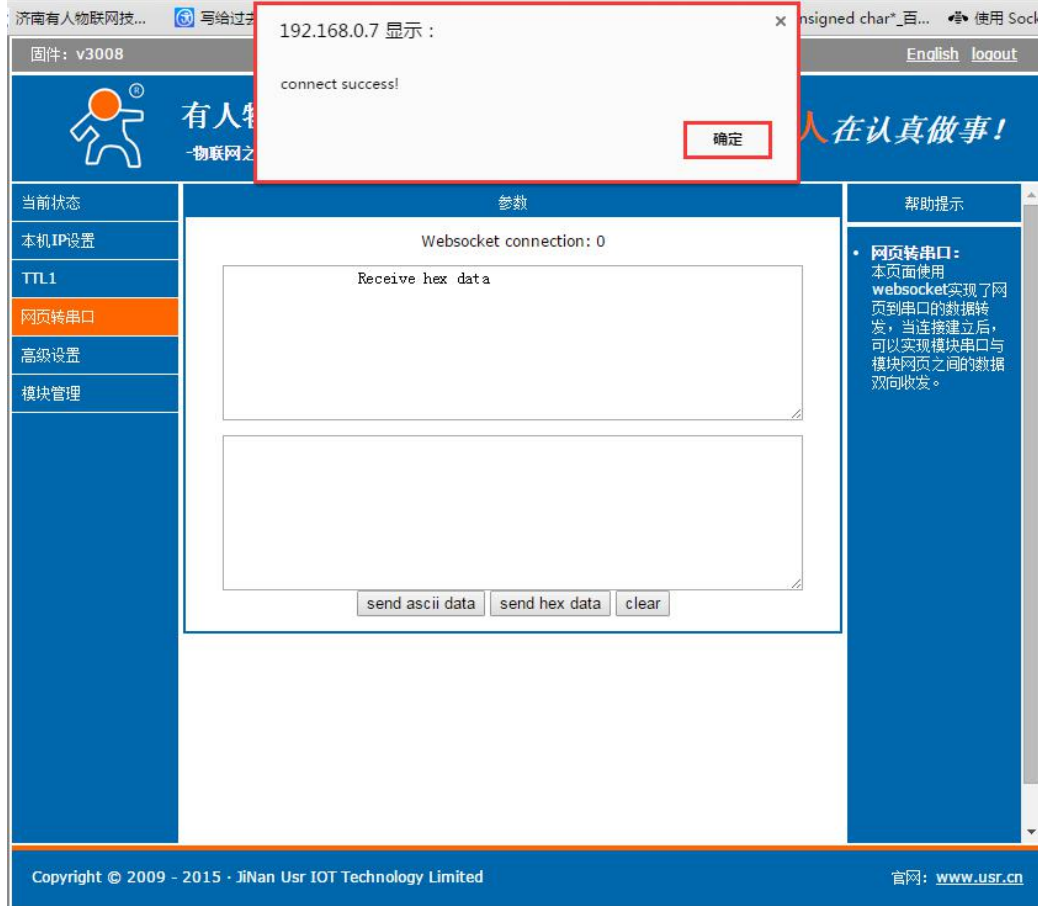 济南有人物联网技...
写给过去
nsigned char*_百...
使用 Sock
192.168.0.7 显示：
connect success!
确定
固件: v3008
English logout
®
有人物
-物联网之
人在认真做事!
当前状态
本机IP设置
TTL1
网页转串口
高级设置
模块管理
参数
Websocket connection: 0
Receive hex data
send ascii data
send hex data
clear
帮助提示
• 网页转串口：
本页面使用
websocket实现了网
页到串口的数据转
发，当连接建立后，
可以实现模块串口与
模块网页之间的数据
双向收发。
Copyright © 2009 - 2015 · JiNan Usr IOT Technology Limited
官网: www.usr.cn